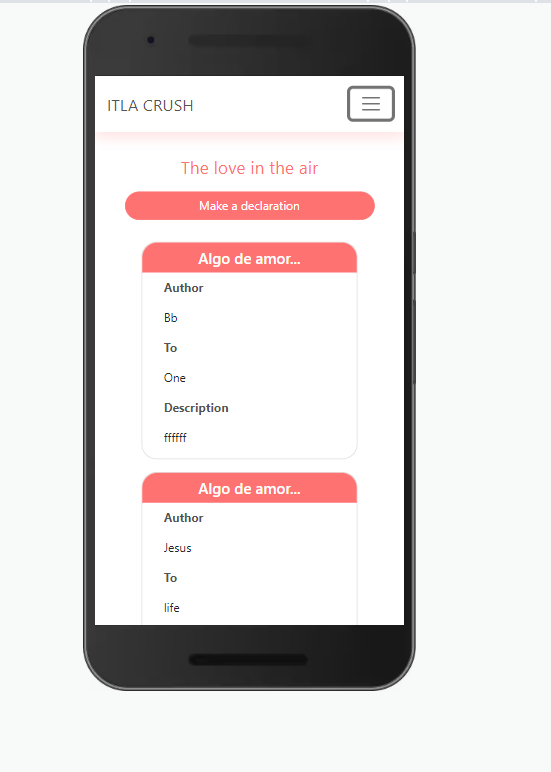 ITLA CRUSH
The love in the air
Make a declaration
Algo de amor...
Author
Bb
To
One
Description
ffffff
Algo de amor...
Author
Jesus
To
life